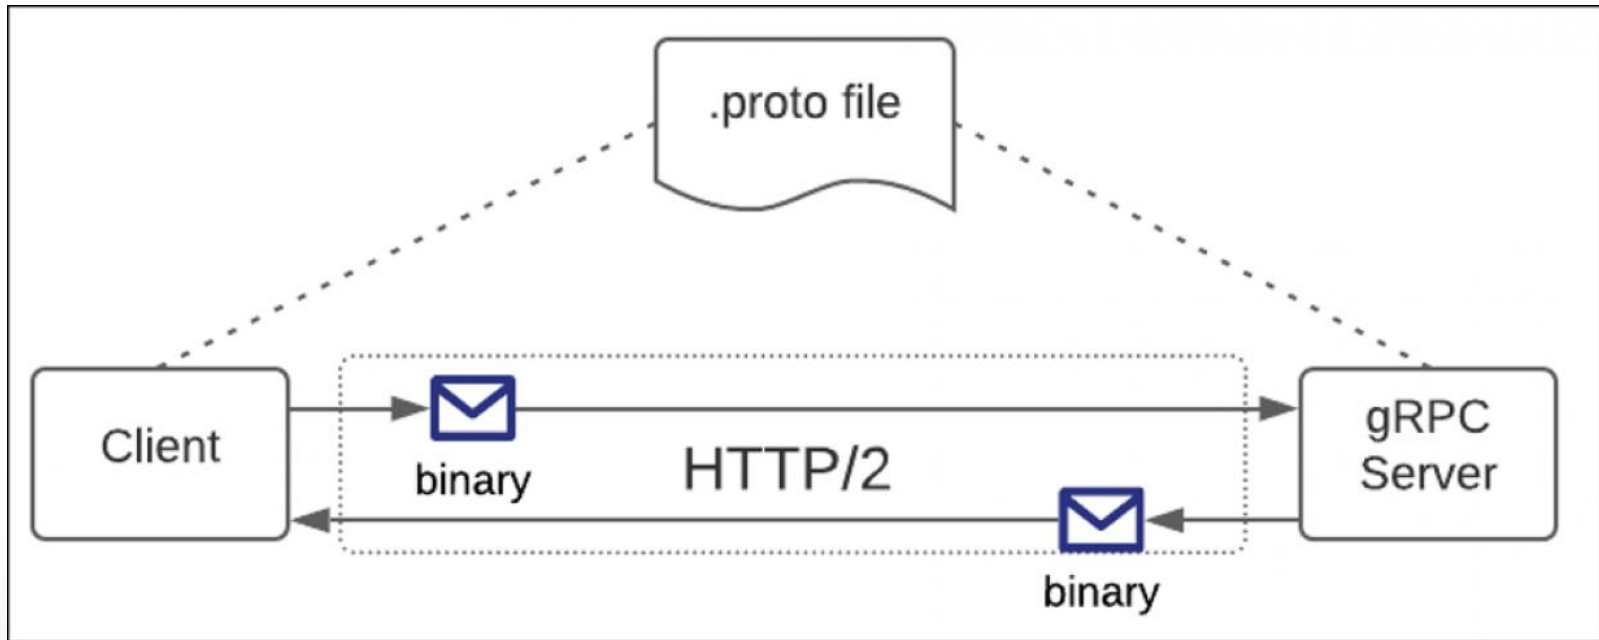 .proto file
Client
binary
HTTP/2
gRPC
Server
binary